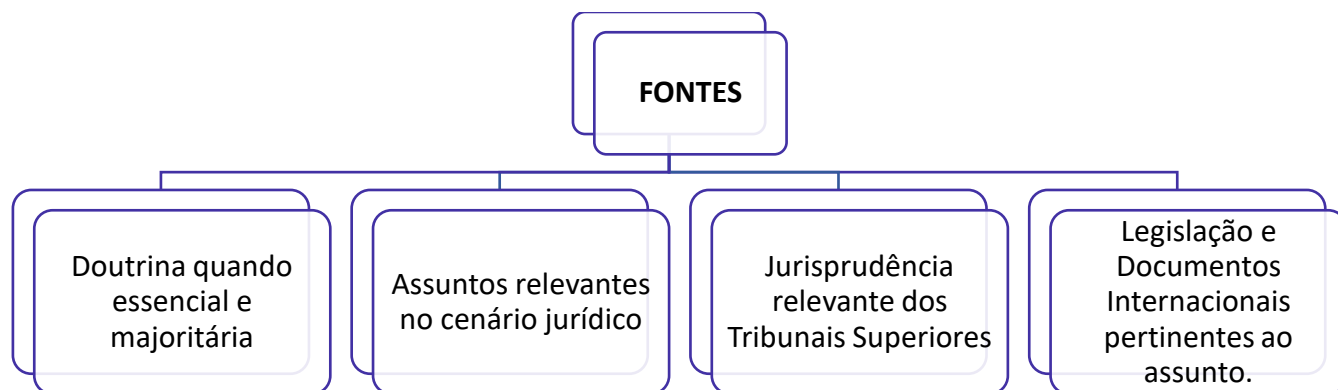 FONTES
Doutrina quando
essencial e
majoritária
Assuntos relevantes
no cenário jurídico
Jurisprudência
relevante dos
Tribunais Superiores
Legislação e
Documentos
Internacionais
pertinentes ao
assunto.